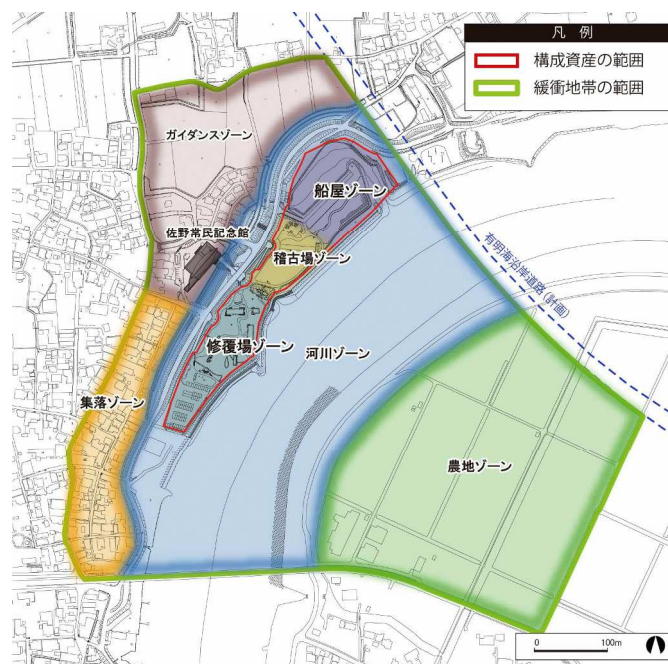 凡 例
構成資産の範囲
緩衝地帯の範囲
ガイダンスゾーン
船屋ゾーン
佐野常民記念館
稽古場ゾーン
有明海沿岸道路(計画)
修覆場ゾーン
河川ゾーン
集落ゾーン
農地ゾーン
0 100m